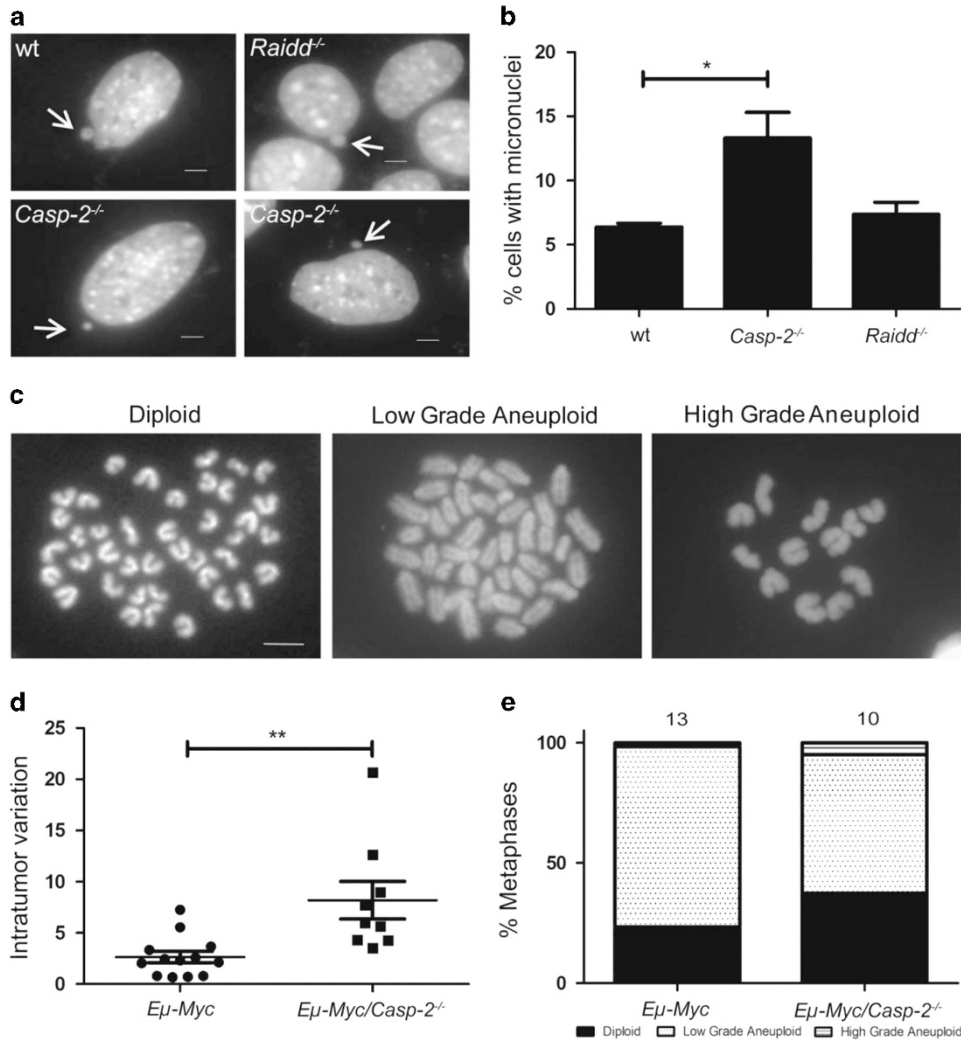 a
wt
Raidd-/-
Casp-2-/-
Casp-2-/-
b
% cells with micronuclei
20
15
10
5
0
*
wt
Casp-2-/-
Raidd-/-
c
Diploid
Low Grade Aneuploid
High Grade Aneuploid
d
Intratumor variation
25
20
15
10
5
0
**
Eμ-Myc
Eμ-Myc/Casp-2-/-
e
% Metaphases
100
50
0
13
10
Eμ-Myc
Eμ-Myc/Casp-2-/-
Diploid
Low Grade Aneuploid
High Grade Aneuploid